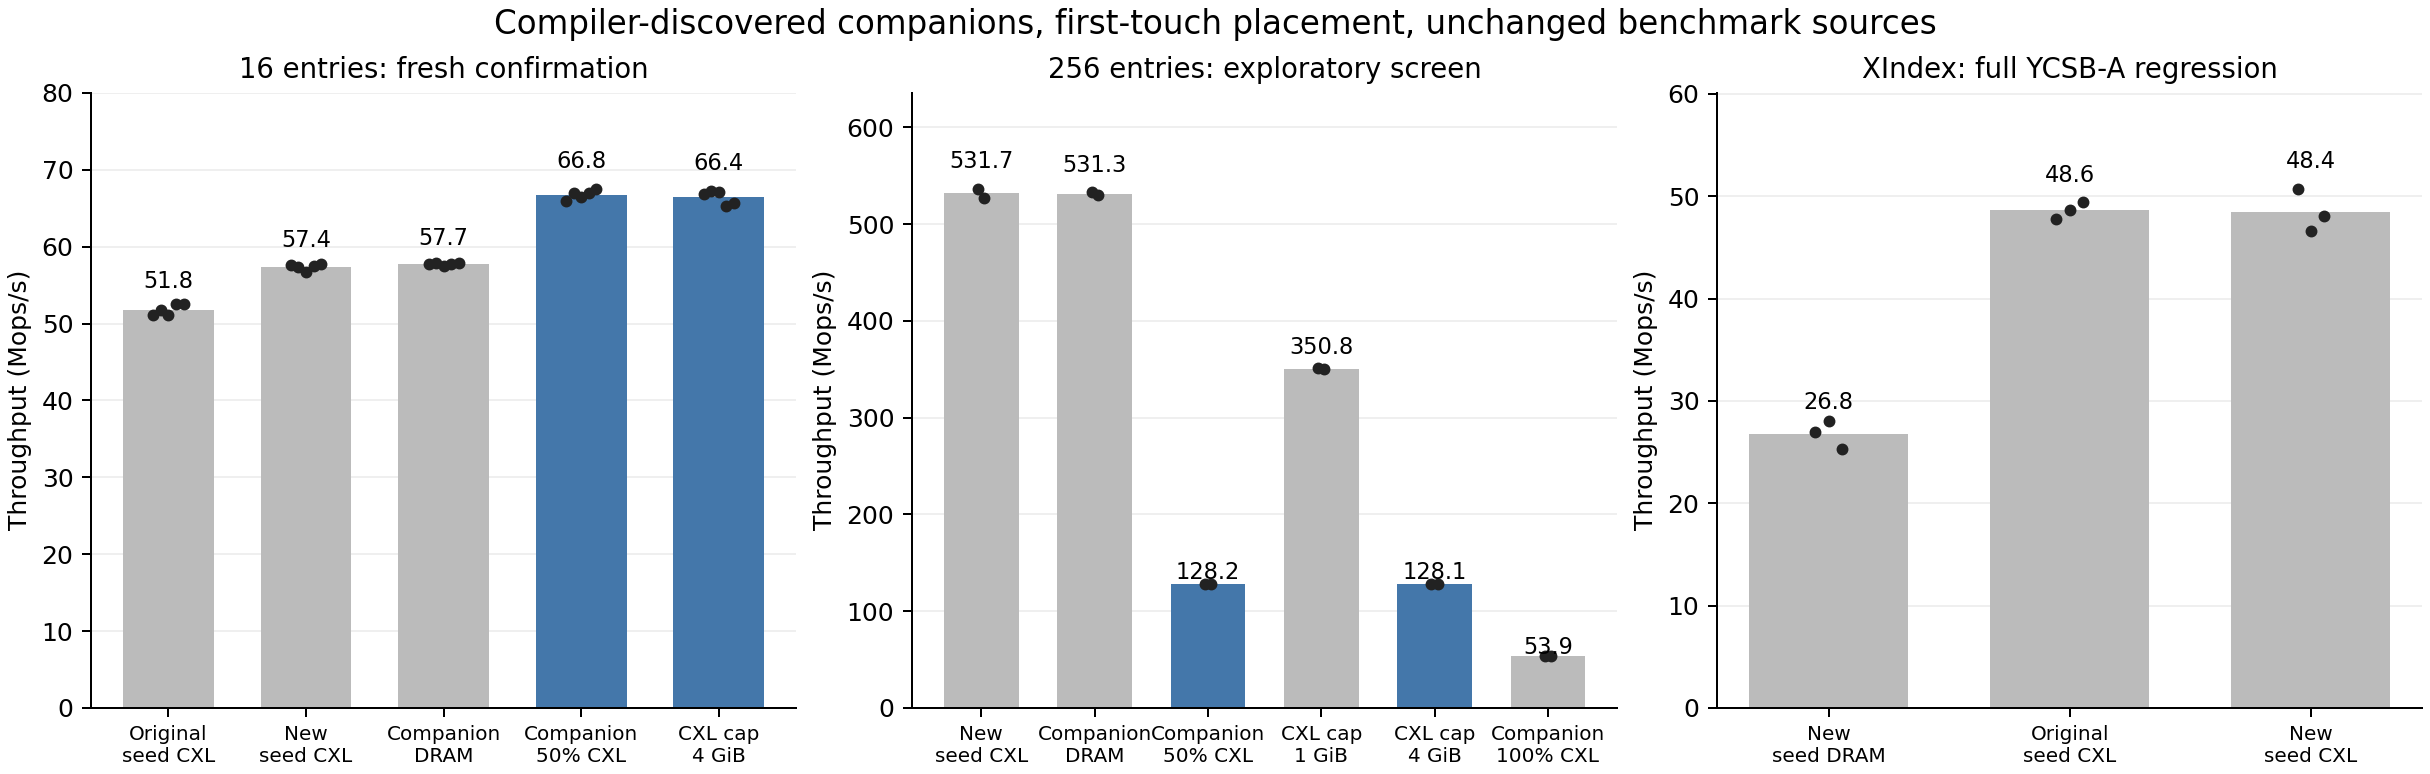 Compiler-discovered companions, first-touch placement, unchanged benchmark sources
16 entries: fresh confirmation
Throughput (Mops/s)
80
70
60
50
40
30
20
10
0
51.8
57.4
57.7
66.8
66.4
Original
seed CXL
New
seed CXL
Companion
DRAM
Companion
50% CXL
CXL cap
4 GiB
256 entries: exploratory screen
Throughput (Mops/s)
600
500
400
300
200
100
0
531.7
531.3
128.2
350.8
128.1
53.9
New
seed CXL
Companion
DRAM
Companion
50% CXL
CXL cap
1 GiB
CXL cap
4 GiB
Companion
100% CXL
XIndex: full YCSB-A regression
Throughput (Mops/s)
60
50
40
30
20
10
0
26.8
48.6
48.4
New
seed DRAM
Original
seed CXL
New
seed CXL